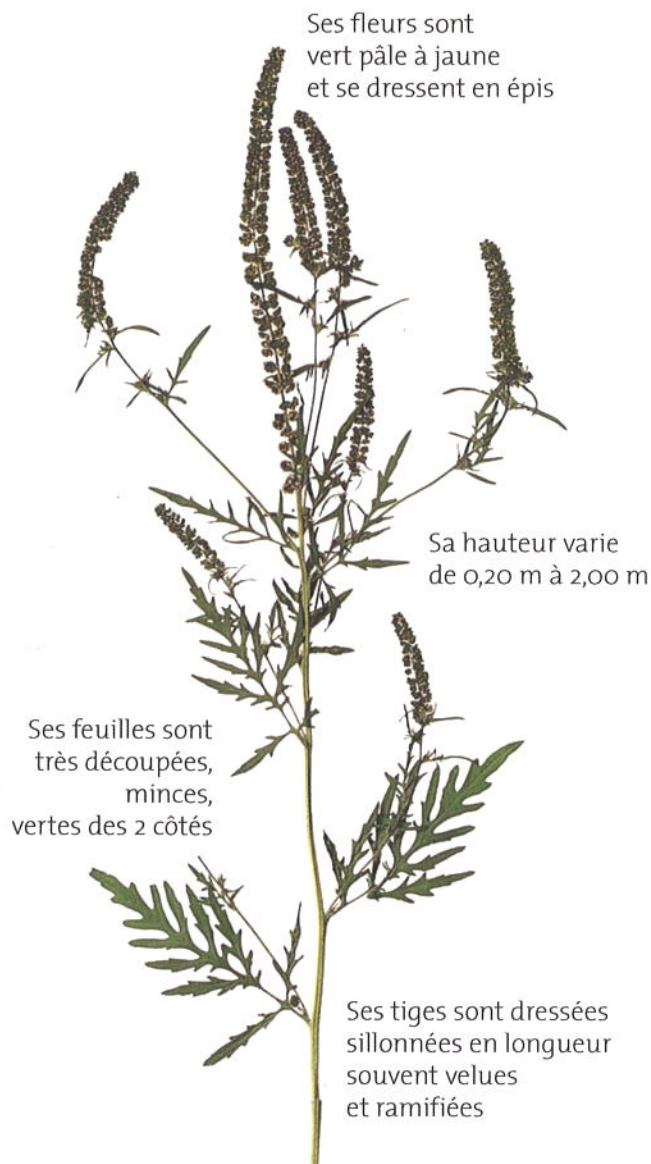 Ses fleurs sont
vert pâle à jaune
et se dressent en épis
Sa hauteur varie
de 0,20 m à 2,00 m
Ses feuilles sont
très découpées,
minces,
vertes des 2 côtés
Ses tiges sont dressées
sillonnées en longueur
souvent velues
et ramifiées